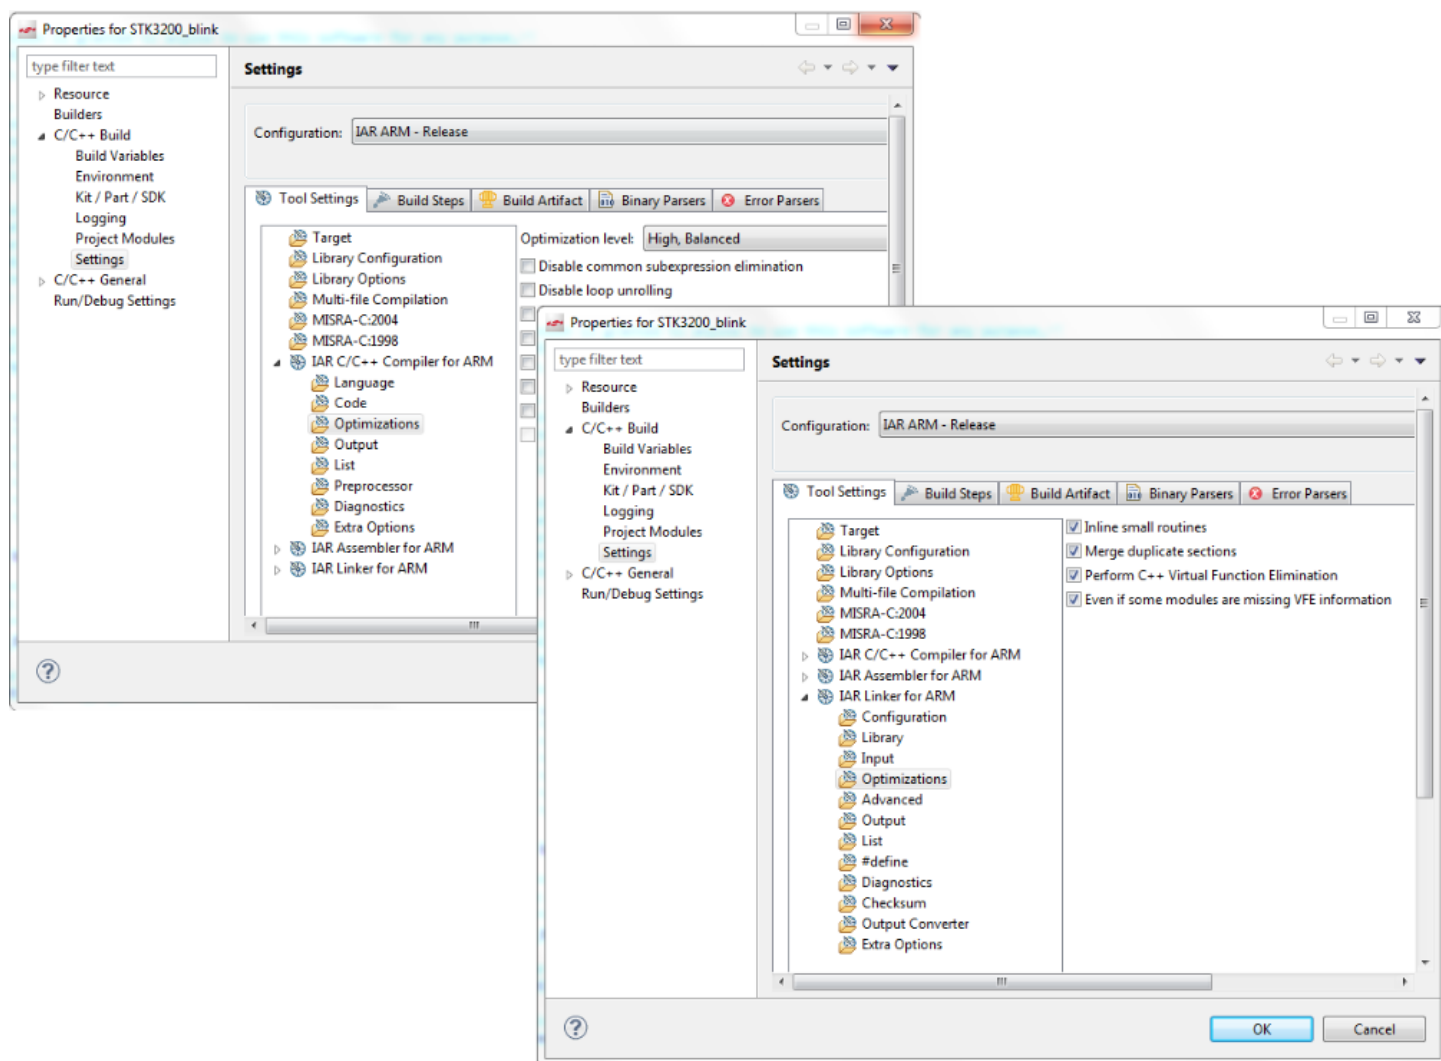 Properties for STK3200_blink
type filter text
Resource
Builders
C/C++ Build
Build Variables
Environment
Kit / Part / SDK
Logging
Project Modules
Settings
C/C++ General
Run/Debug Settings
Settings
Configuration: IAR ARM - Release
Tool Settings Build Steps Build Artifact Binary Parsers Error Parsers
Target
Library Configuration
Library Options
Multi-file Compilation
MISRA-C:2004
MISRA-C:1998
IAR C/C++ Compiler for ARM
Language
Code
Optimizations
Output
List
Preprocessor
Diagnostics
Extra Options
IAR Assembler for ARM
IAR Linker for ARM
Optimization level: High, Balanced
Disable common subexpression elimination
Disable loop unrolling
Properties for STK3200_blink
type filter text
Resource
Builders
C/C++ Build
Build Variables
Environment
Kit / Part / SDK
Logging
Project Modules
Settings
C/C++ General
Run/Debug Settings
Settings
Configuration: IAR ARM - Release
Tool Settings Build Steps Build Artifact Binary Parsers Error Parsers
Target
Library Configuration
Library Options
Multi-file Compilation
MISRA-C:2004
MISRA-C:1998
IAR C/C++ Compiler for ARM
IAR Assembler for ARM
IAR Linker for ARM
Configuration
Library
Input
Optimizations
Advanced
Output
List
#define
Diagnostics
Checksum
Output Converter
Extra Options
Inline small routines
Merge duplicate sections
Perform C++ Virtual Function Elimination
Even if some modules are missing VFE information
OK Cancel